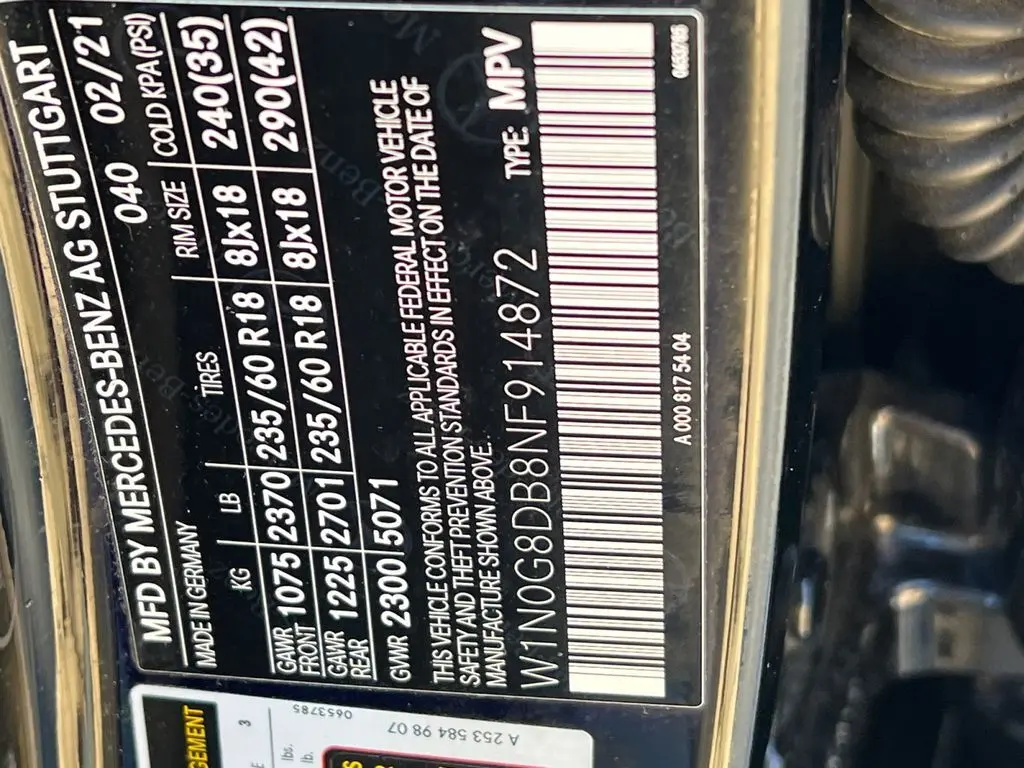 MFD BY MERCEDES-BENZ AG STUTTGART
MADE IN GERMANY 040 02/21
KG LB TIRES RIM SIZE COLD KPA(PSI)
GAWR FRONT 1075 2370 235/60 R18 8Jx18 240(35)
GAWR REAR 1225 2701 235/60 R18 8Jx18 290(42)
GVWR 2300 5071
THIS VEHICLE CONFORMS TO ALL APPLICABLE FEDERAL MOTOR VEHICLE
SAFETY AND THEFT PREVENTION STANDARDS IN EFFECT ON THE DATE OF
MANUFACTURE SHOWN ABOVE.
W1N0G8DB8NF914872 TYPE: MPV
A 000 817 54 04
0653785
GEMENT
3
lbs.
lb.
0653785
A 253 584 98 07